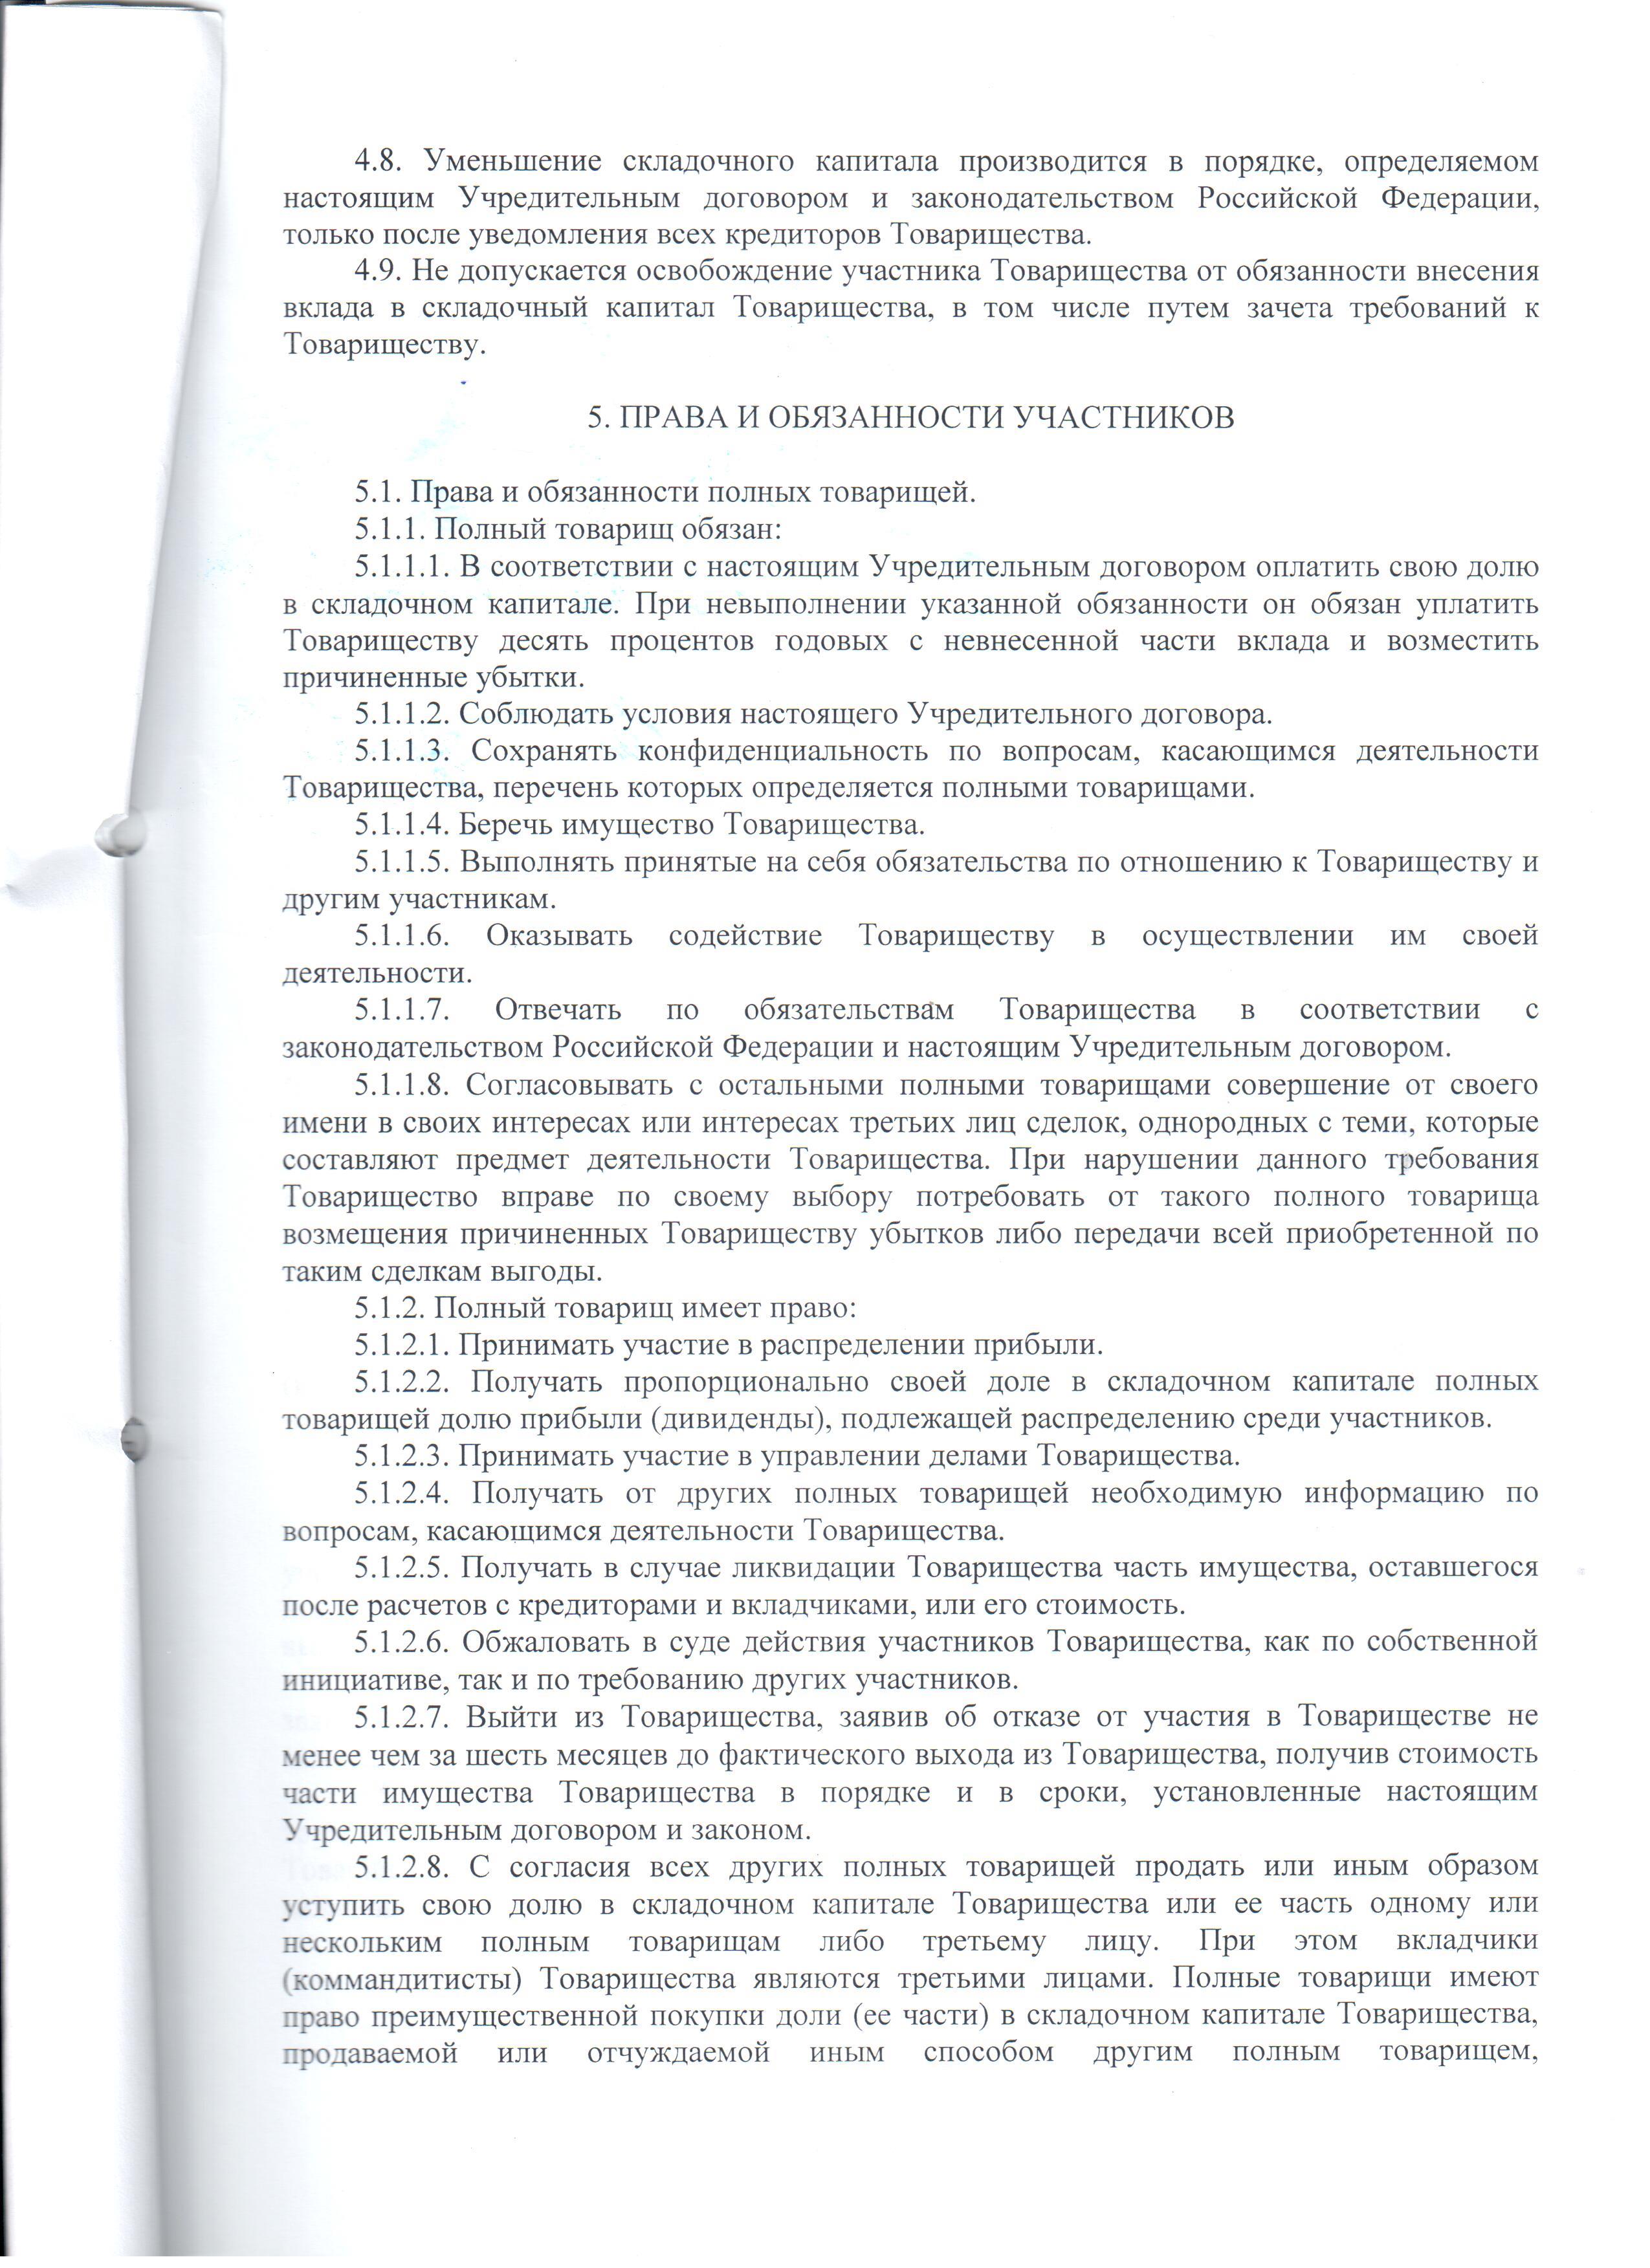 4.8. Уменьшение складочного капитала производится в порядке, определяемом
настоящим Учредительным договором и законодательством Российской Федерации,
только после уведомления всех кредиторов Товарищества.
4.9. Не допускается освобождение участника Товарищества от обязанности внесения
вклада в складочный капитал Товарищества, в том числе путем зачета требований к
Товариществу.
5. ПРАВА И ОБЯЗАННОСТИ УЧАСТНИКОВ
5.1. Права и обязанности полных товарищей.
5.1.1. Полный товарищ обязан:
5.1.1.1. В соответствии с настоящим Учредительным договором оплатить свою долю
в складочном капитале. При невыполнении указанной обязанности он обязан уплатить
Товариществу десять процентов годовых с невнесенной части вклада и возместить
причиненные убытки.
5.1.1.2. Соблюдать условия настоящего Учредительного договора.
5.1.1.3. Сохранять конфиденциальность по вопросам, касающимся деятельности
Товарищества, перечень которых определяется полными товарищами.
5.1.1.4. Беречь имущество Товарищества.
5.1.1.5. Выполнять принятые на себя обязательства по отношению к Товариществу и
другим участникам.
5.1.1.6. Оказывать содействие Товариществу в осуществлении им своей
деятельности.
5.1.1.7. Отвечать по обязательствам Товарищества в соответствии с
законодательством Российской Федерации и настоящим Учредительным договором.
5.1.1.8. Согласовывать с остальными полными товарищами совершение от своего
имени в своих интересах или интересах третьих лиц сделок, однородных с теми, которые
составляют предмет деятельности Товарищества. При нарушении данного требования
Товарищество вправе по своему выбору потребовать от такого полного товарища
возмещения причиненных Товариществу убытков либо передачи всей приобретенной по
таким сделкам выгоды.
5.1.2. Полный товарищ имеет право:
5.1.2.1. Принимать участие в распределении прибыли.
5.1.2.2. Получать пропорционально своей доле в складочном капитале полных
товарищей долю прибыли (дивиденды), подлежащей распределению среди участников.
5.1.2.3. Принимать участие в управлении делами Товарищества.
5.1.2.4. Получать от других полных товарищей необходимую информацию по
вопросам, касающимся деятельности Товарищества.
5.1.2.5. Получать в случае ликвидации Товарищества часть имущества, оставшегося
после расчетов с кредиторами и вкладчиками, или его стоимость.
5.1.2.6. Обжаловать в суде действия участников Товарищества, как по собственной
инициативе, так и по требованию других участников.
5.1.2.7. Выйти из Товарищества, заявив об отказе от участия в Товариществе не
менее чем за шесть месяцев до фактического выхода из Товарищества, получив стоимость
части имущества Товарищества в порядке и в сроки, установленные настоящим
Учредительным договором и законом.
5.1.2.8. С согласия всех других полных товарищей продать или иным образом
уступить свою долю в складочном капитале Товарищества или ее часть одному или
нескольким полным товарищам либо третьему лицу. При этом вкладчики
(коммандитисты) Товарищества являются третьими лицами. Полные товарищи имеют
право преимущественной покупки доли (ее части) в складочном капитале Товарищества,
продаваемой или отчуждаемой иным способом другим полным товарищем,